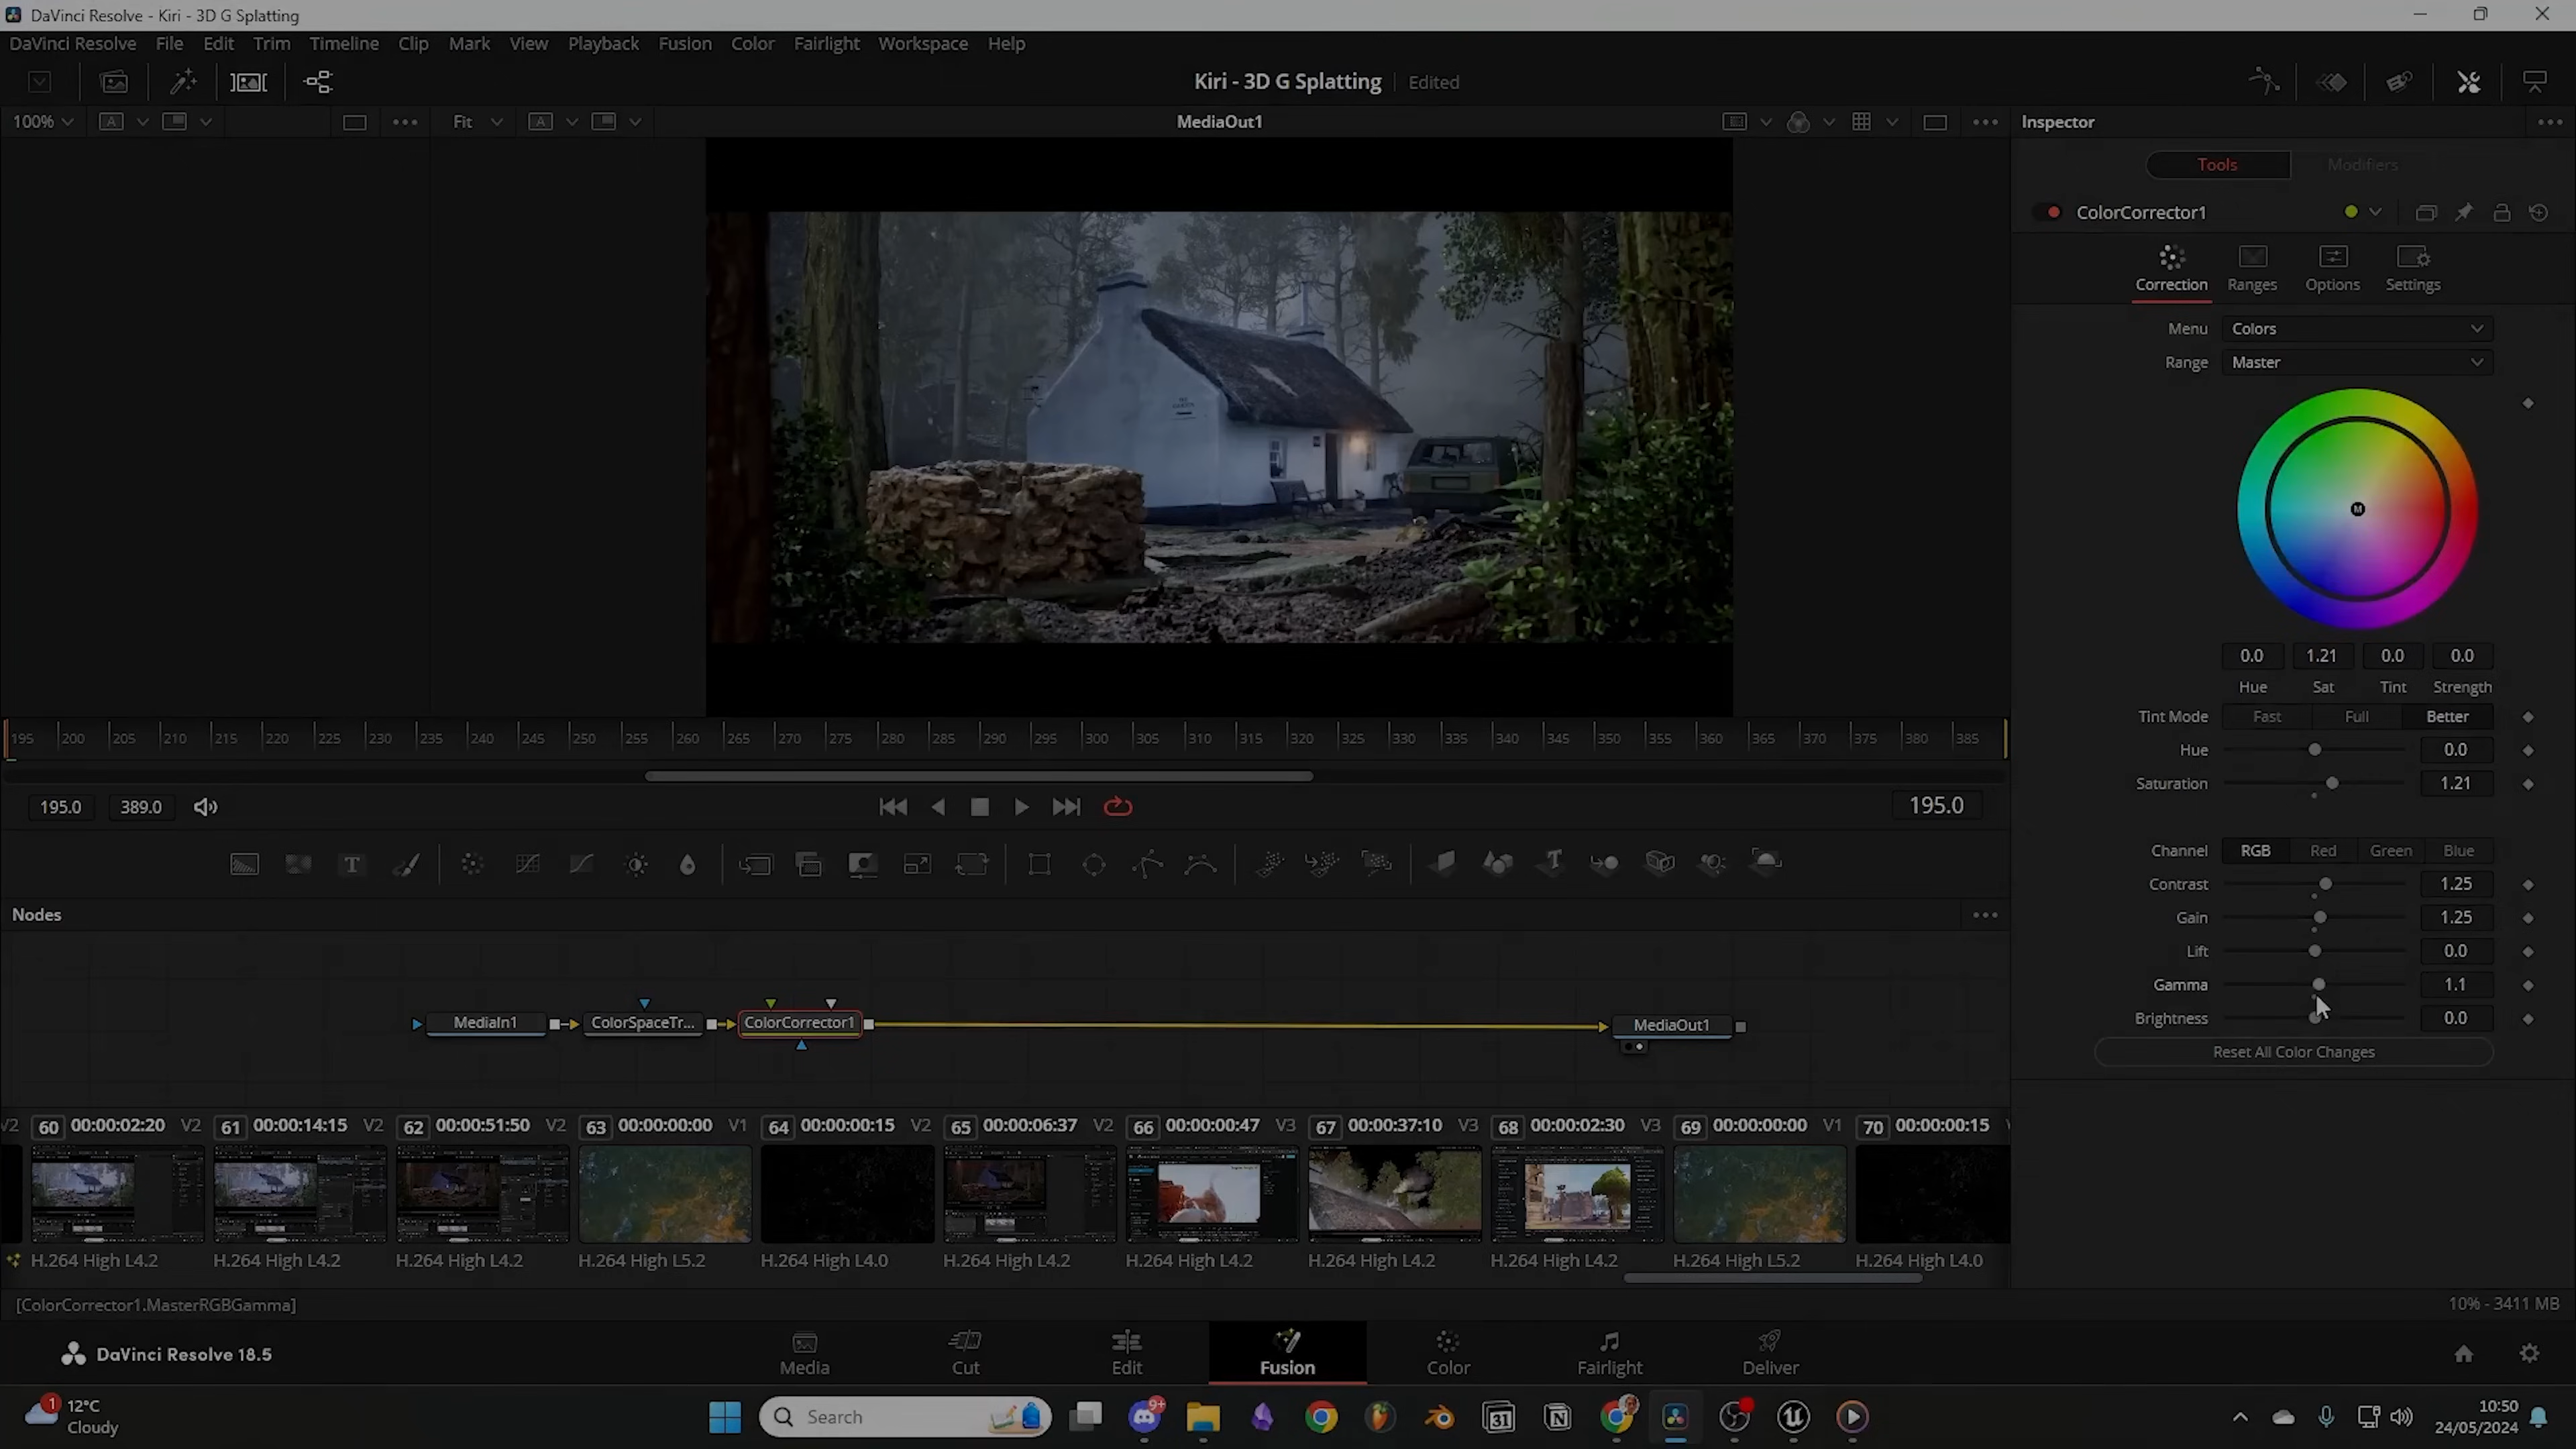 DaVinci Resolve - Kiri - 3D G Splatting
DaVinci Resolve File Edit Trim Timeline Clip Mark View Playback Fusion Color Fairlight Workspace Help
Kiri - 3D G Splatting Edited
100% A Fit A MediaOut1 Inspector
Tools Modifiers
ColorCorrector1
Correction Ranges Options Settings
Menu Colors
Range Master
M
0.0 1.21 0.0 0.0
Hue Sat Tint Strength
Tint Mode Fast Full Better
195 200 205 210 215 220 225 230 235 240 245 250 255 260 265 270 275 280 285 290 295 300 305 310 315 320 325 330 335 340 345 350 355 360 365 370 375 380 385
Hue 0.0
Saturation 1.21
195.0 389.0 195.0
Channel RGB Red Green Blue
T T
Contrast 1.25
Nodes
Gain 1.25
Lift 0.0
Gamma 1.1
Brightness 0.0
MediaIn1 ColorSpaceTr... ColorCorrector1 MediaOut1
Reset All Color Changes
V2 60 00:00:02:20 V2 61 00:00:14:15 V2 62 00:00:51:50 V2 63 00:00:00:00 V1 64 00:00:00:15 V2 65 00:00:06:37 V2 66 00:00:00:47 V3 67 00:00:37:10 V3 68 00:00:02:30 V3 69 00:00:00:00 V1 70 00:00:00:15
H.264 High L4.2 H.264 High L4.2 H.264 High L4.2 H.264 High L5.2 H.264 High L4.0 H.264 High L4.2 H.264 High L4.2 H.264 High L4.2 H.264 High L4.2 H.264 High L5.2 H.264 High L4.0
[ColorCorrector1.MasterRGBGamma] 10% - 3411 MB
DaVinci Resolve 18.5
Media Cut Edit Fusion Color Fairlight Deliver
1 12°C
Cloudy
Search
9+
31
N
10:50
24/05/2024